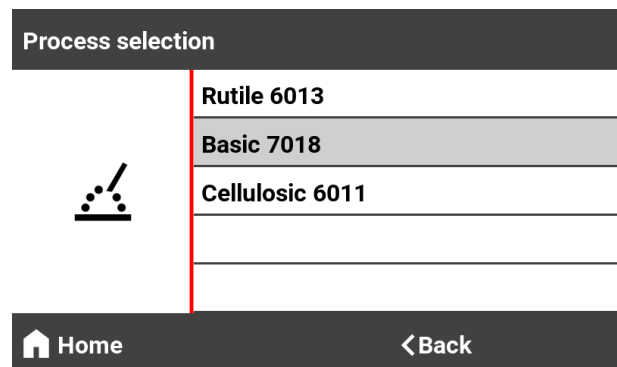 Process selection
Rutile 6013
Basic 7018
Cellulosic 6011
Home
Back